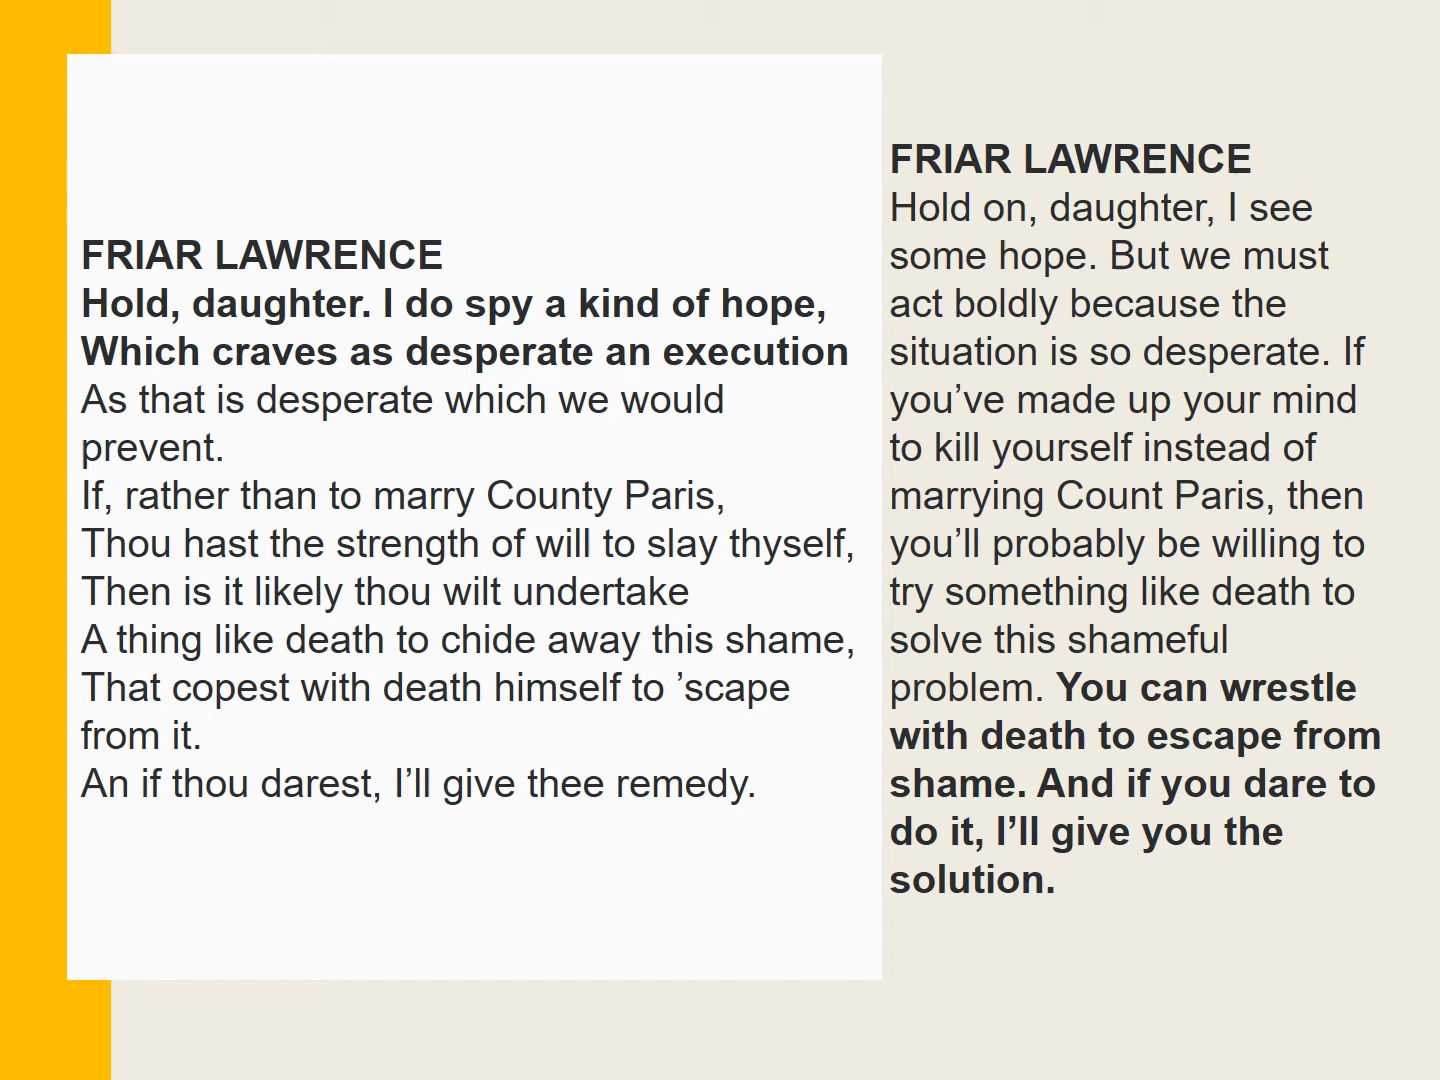 FRIAR LAWRENCE
Hold, daughter. I do spy a kind of hope,
Which craves as desperate an execution
As that is desperate which we would
prevent.
If, rather than to marry County Paris,
Thou hast the strength of will to slay thyself,
Then is it likely thou wilt undertake
A thing like death to chide away this shame,
That copest with death himself to ’scape
from it.
An if thou darest, I’ll give thee remedy.
FRIAR LAWRENCE
Hold on, daughter, I see
some hope. But we must
act boldly because the
situation is so desperate. If
you’ve made up your mind
to kill yourself instead of
marrying Count Paris, then
you’ll probably be willing to
try something like death to
solve this shameful
problem. You can wrestle
with death to escape from
shame. And if you dare to
do it, I’ll give you the
solution.